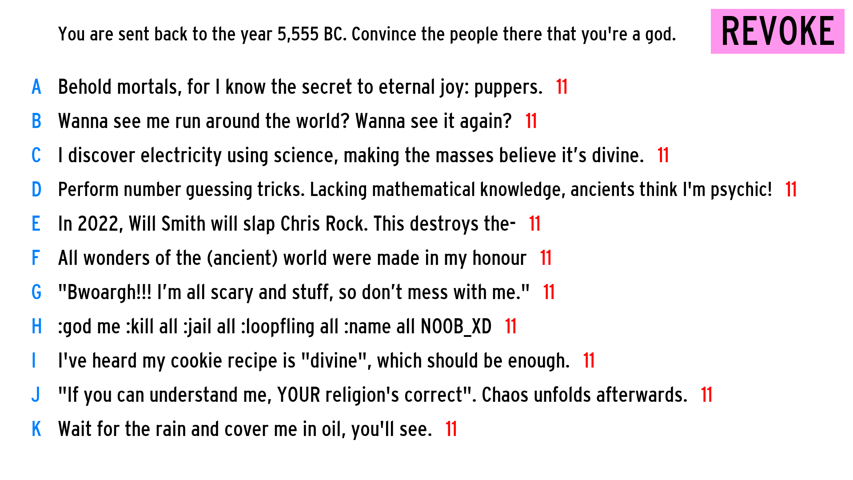 You are sent back to the year 5,555 BC. Convince the people there that you're a god.
REVOKE
A Behold mortals, for I know the secret to eternal joy: puppers. 11
B Wanna see me run around the world? Wanna see it again? 11
C I discover electricity using science, making the masses believe it’s divine. 11
D Perform number guessing tricks. Lacking mathematical knowledge, ancients think I'm psychic! 11
E In 2022, Will Smith will slap Chris Rock. This destroys the- 11
F All wonders of the (ancient) world were made in my honour 11
G "Bwoargh!!! I’m all scary and stuff, so don’t mess with me." 11
H :god me :kill all :jail all :loopfling all :name all NOOB_XD 11
I I've heard my cookie recipe is "divine", which should be enough. 11
J "If you can understand me, YOUR religion's correct". Chaos unfolds afterwards. 11
K Wait for the rain and cover me in oil, you'll see. 11